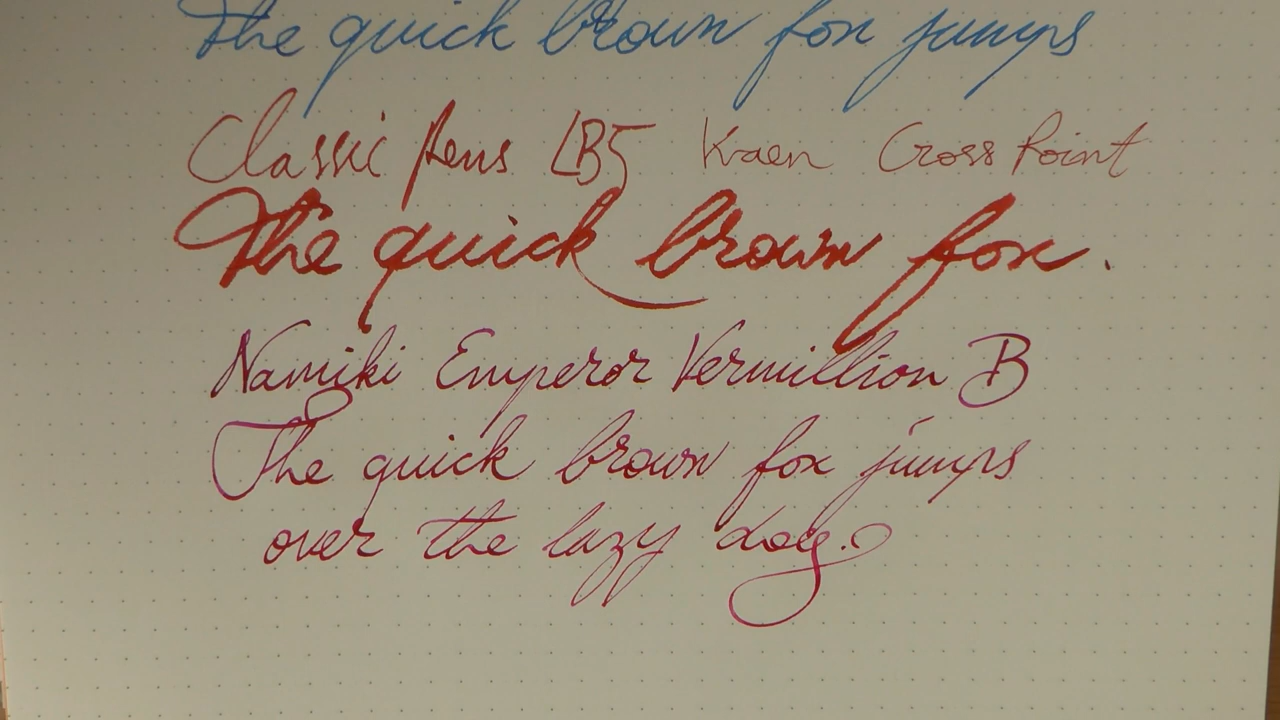 The quick brown fox jumps
Classic Pens LB5 Kraen Cross Point
The quick brown fox.
Namiki Emperor Vermillion B
The quick brown fox jumps
over the lazy dog.